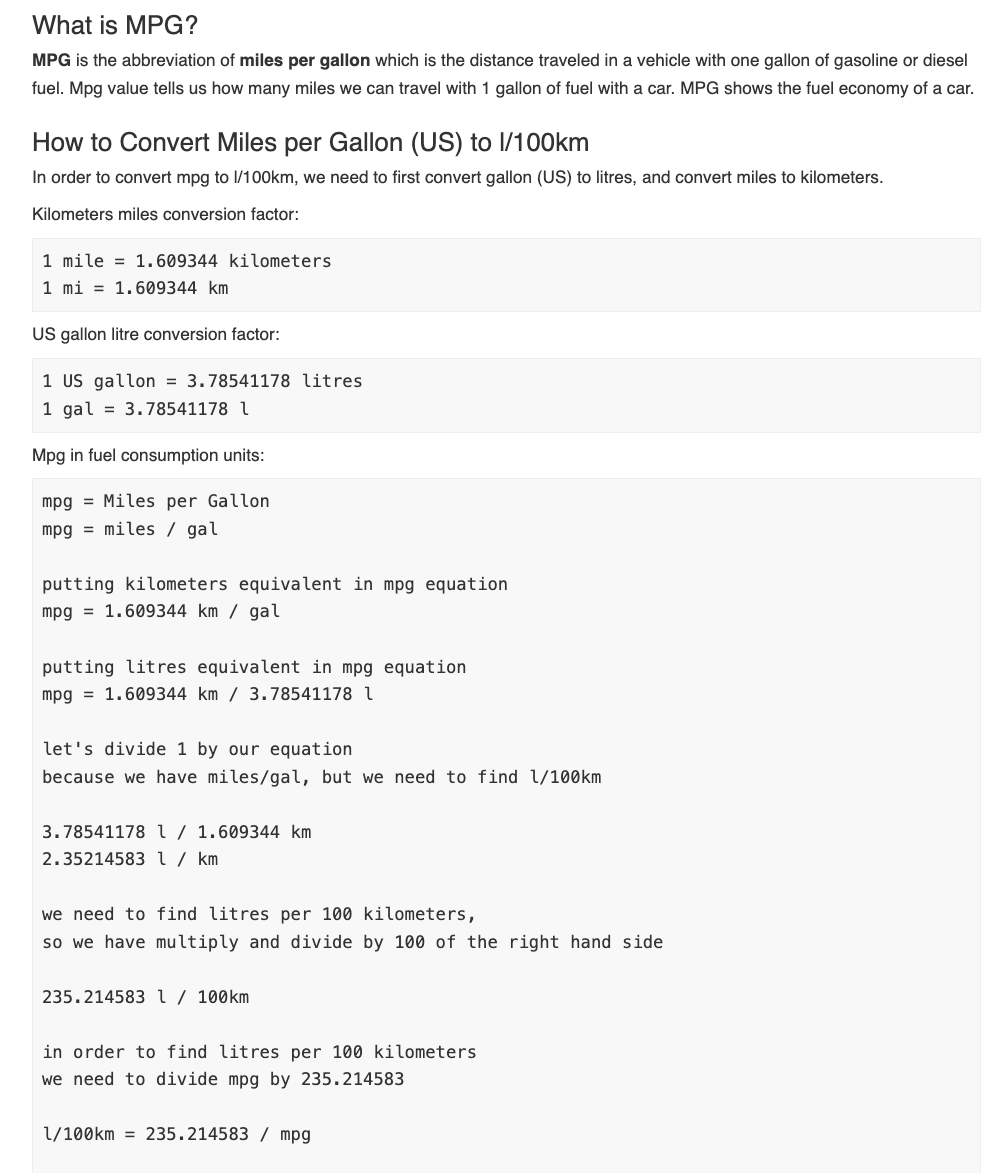 What is MPG?
MPG is the abbreviation of miles per gallon which is the distance traveled in a vehicle with one gallon of gasoline or diesel
fuel. Mpg value tells us how many miles we can travel with 1 gallon of fuel with a car. MPG shows the fuel economy of a car.
How to Convert Miles per Gallon (US) to l/100km
In order to convert mpg to l/100km, we need to first convert gallon (US) to litres, and convert miles to kilometers.
Kilometers miles conversion factor:
1 mile = 1.609344 kilometers
1 mi = 1.609344 km
US gallon litre conversion factor:
1 US gallon = 3.78541178 litres
1 gal = 3.78541178 l
Mpg in fuel consumption units:
mpg = Miles per Gallon
mpg = miles / gal
putting kilometers equivalent in mpg equation
mpg = 1.609344 km / gal
putting litres equivalent in mpg equation
mpg = 1.609344 km / 3.78541178 l
let's divide 1 by our equation
because we have miles/gal, but we need to find l/100km
3.78541178 l / 1.609344 km
2.35214583 l / km
we need to find litres per 100 kilometers,
so we have multiply and divide by 100 of the right hand side
235.214583 l / 100km
in order to find litres per 100 kilometers
we need to divide mpg by 235.214583
l/100km = 235.214583 / mpg